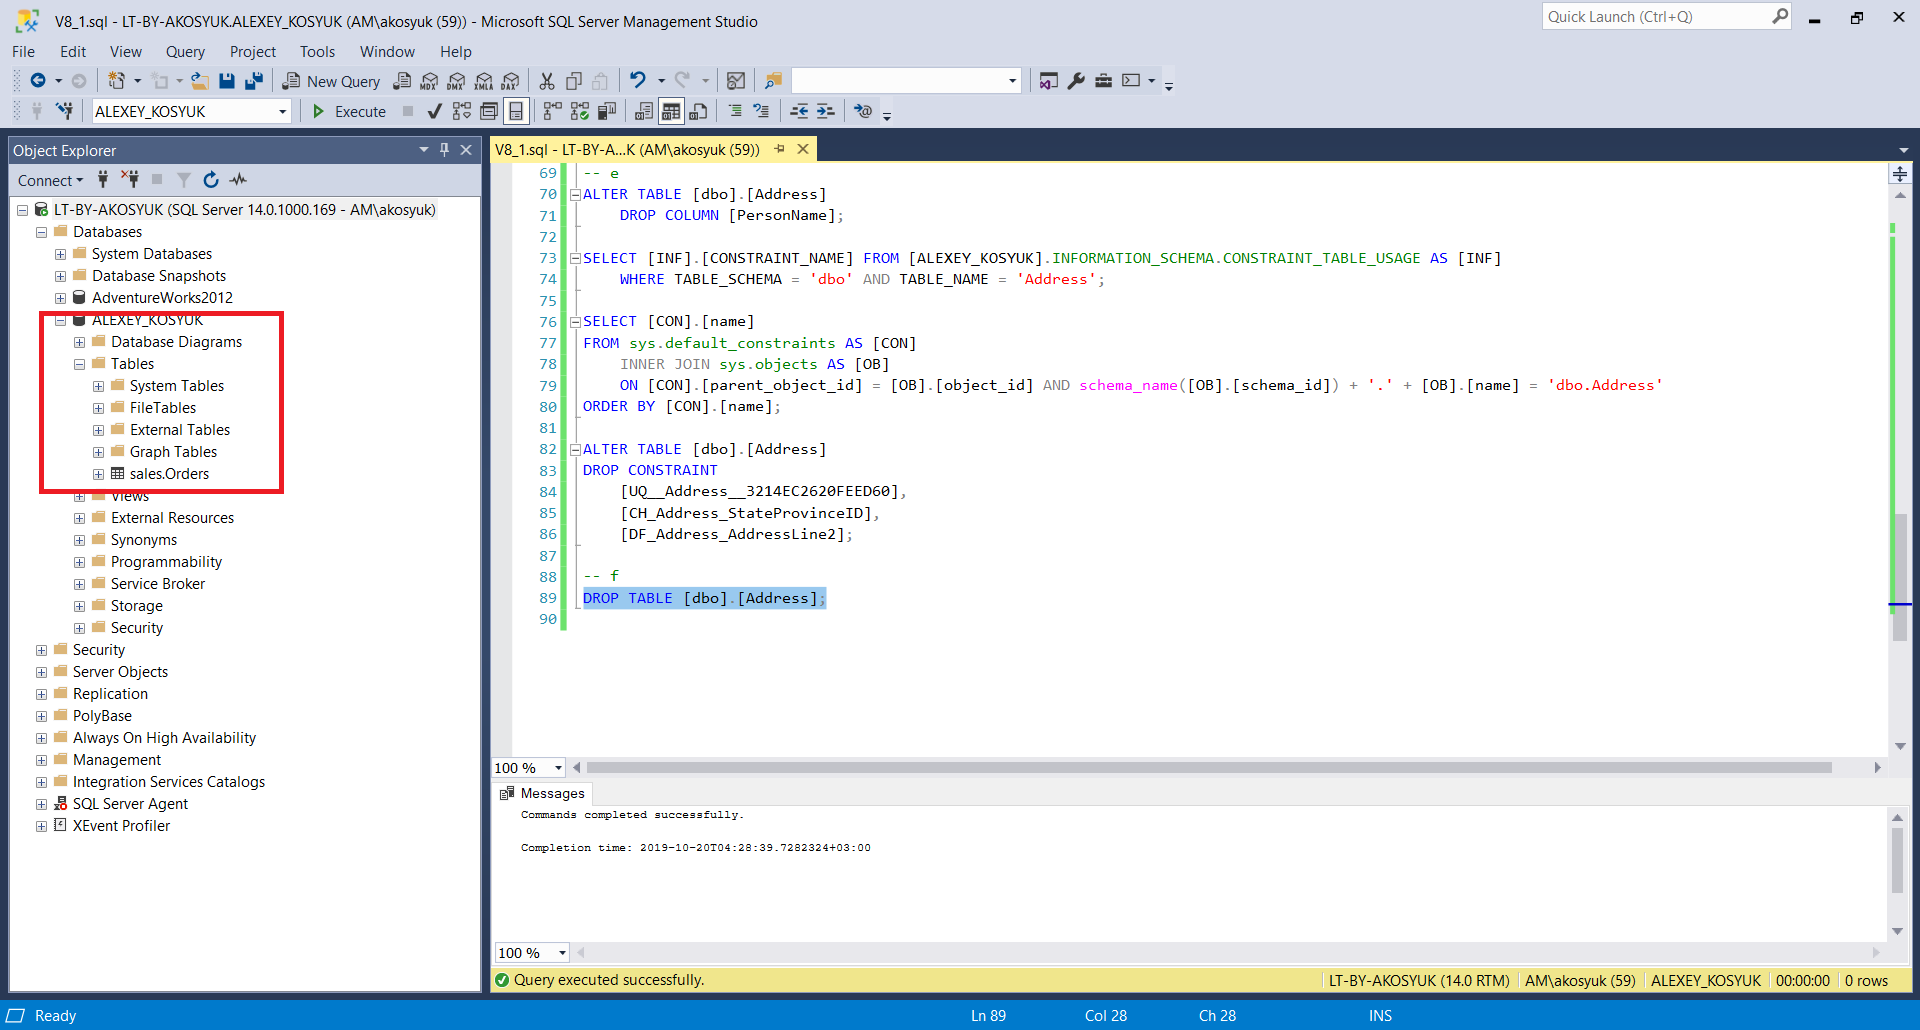 V8_1.sql - LT-BY-AKOSYUK.ALEXEY_KOSYUK (AM\akosyuk (59)) - Microsoft SQL Server Management Studio
Quick Launch (Ctrl+Q)
File Edit View Query Project Tools Window Help
New Query MDX DMX XMLA DAX
ALEXEY_KOSYUK Execute
Object Explorer
Connect
LT-BY-AKOSYUK (SQL Server 14.0.1000.169 - AM\akosyuk)
Databases
System Databases
Database Snapshots
AdventureWorks2012
ALEXEY_KOSYUK
Database Diagrams
Tables
System Tables
FileTables
External Tables
Graph Tables
sales.Orders
Views
External Resources
Synonyms
Programmability
Service Broker
Storage
Security
Security
Server Objects
Replication
PolyBase
Always On High Availability
Management
Integration Services Catalogs
SQL Server Agent
XEvent Profiler
V8_1.sql - LT-BY-A...K (AM\akosyuk (59))
69 -- e
70 ALTER TABLE [dbo].[Address]
71 DROP COLUMN [PersonName];
72
73 SELECT [INF].[CONSTRAINT_NAME] FROM [ALEXEY_KOSYUK].INFORMATION_SCHEMA.CONSTRAINT_TABLE_USAGE AS [INF]
74 WHERE TABLE_SCHEMA = 'dbo' AND TABLE_NAME = 'Address';
75
76 SELECT [CON].[name]
77 FROM sys.default_constraints AS [CON]
78 INNER JOIN sys.objects AS [OB]
79 ON [CON].[parent_object_id] = [OB].[object_id] AND schema_name([OB].[schema_id]) + '.' + [OB].[name] = 'dbo.Address'
80 ORDER BY [CON].[name];
81
82 ALTER TABLE [dbo].[Address]
83 DROP CONSTRAINT
84 [UQ__Address__3214EC2620FEED60],
85 [CH_Address_StateProvinceID],
86 [DF_Address_AddressLine2];
87
88 -- f
89 DROP TABLE [dbo].[Address];
90
100 %
Messages
Commands completed successfully.
Completion time: 2019-10-20T04:28:39.7282324+03:00
100 %
Query executed successfully. LT-BY-AKOSYUK (14.0 RTM) AM\akosyuk (59) ALEXEY_KOSYUK 00:00:00 0 rows
Ready Ln 89 Col 28 Ch 28 INS